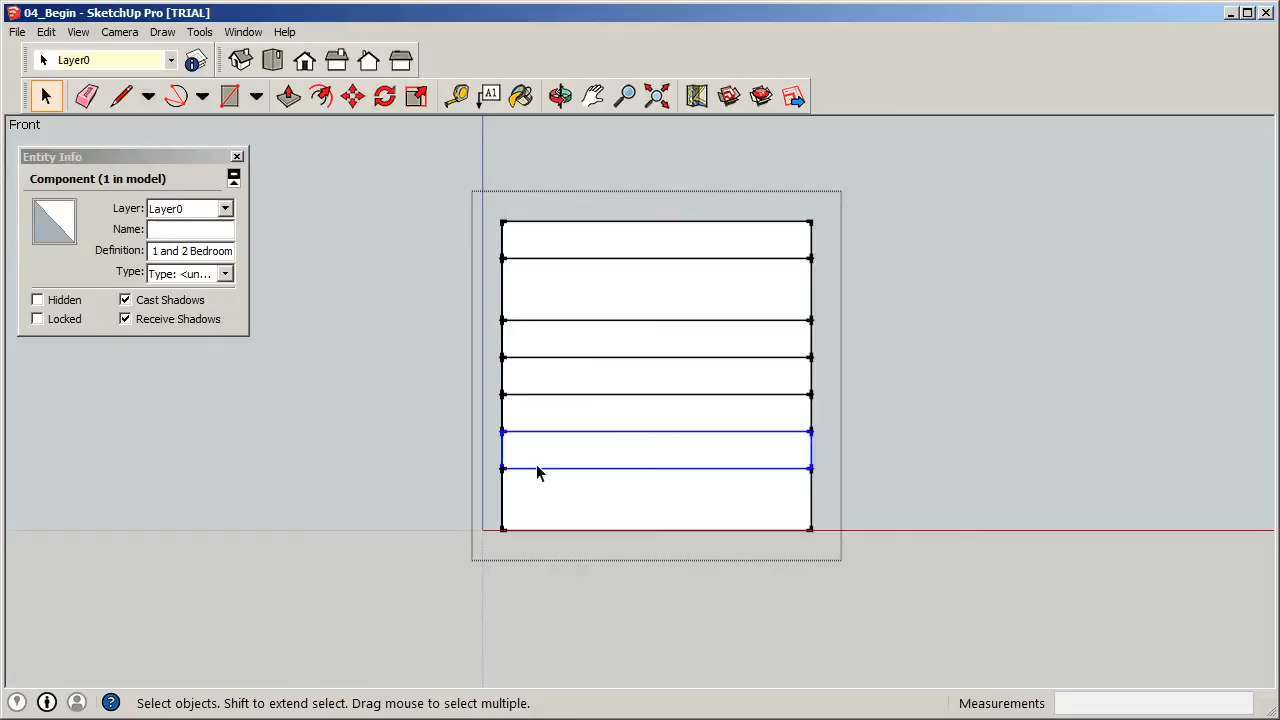 04_Begin - SketchUp Pro [TRIAL]
File Edit View Camera Draw Tools Window Help
Layer0
A1
Front
Entity Info
Component (1 in model)
Layer: Layer0
Name:
Definition: 1 and 2 Bedroom
Type: Type: <un...
Hidden Cast Shadows
Locked Receive Shadows
Select objects. Shift to extend select. Drag mouse to select multiple.
Measurements